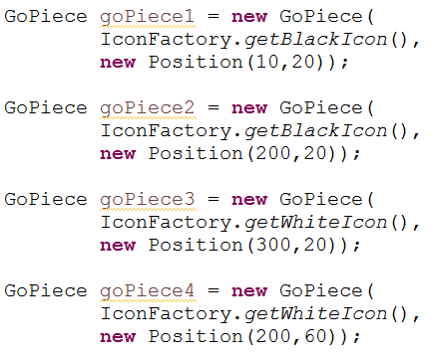 GoPiece goPiece1 = new GoPiece(
IconFactory.getBlackIcon(),
new Position(10,20));
GoPiece goPiece2 = new GoPiece(
IconFactory.getBlackIcon(),
new Position(200,20));
GoPiece goPiece3 = new GoPiece(
IconFactory.getWhiteIcon(),
new Position(300,20));
GoPiece goPiece4 = new GoPiece(
IconFactory.getWhiteIcon(),
new Position(200,60));